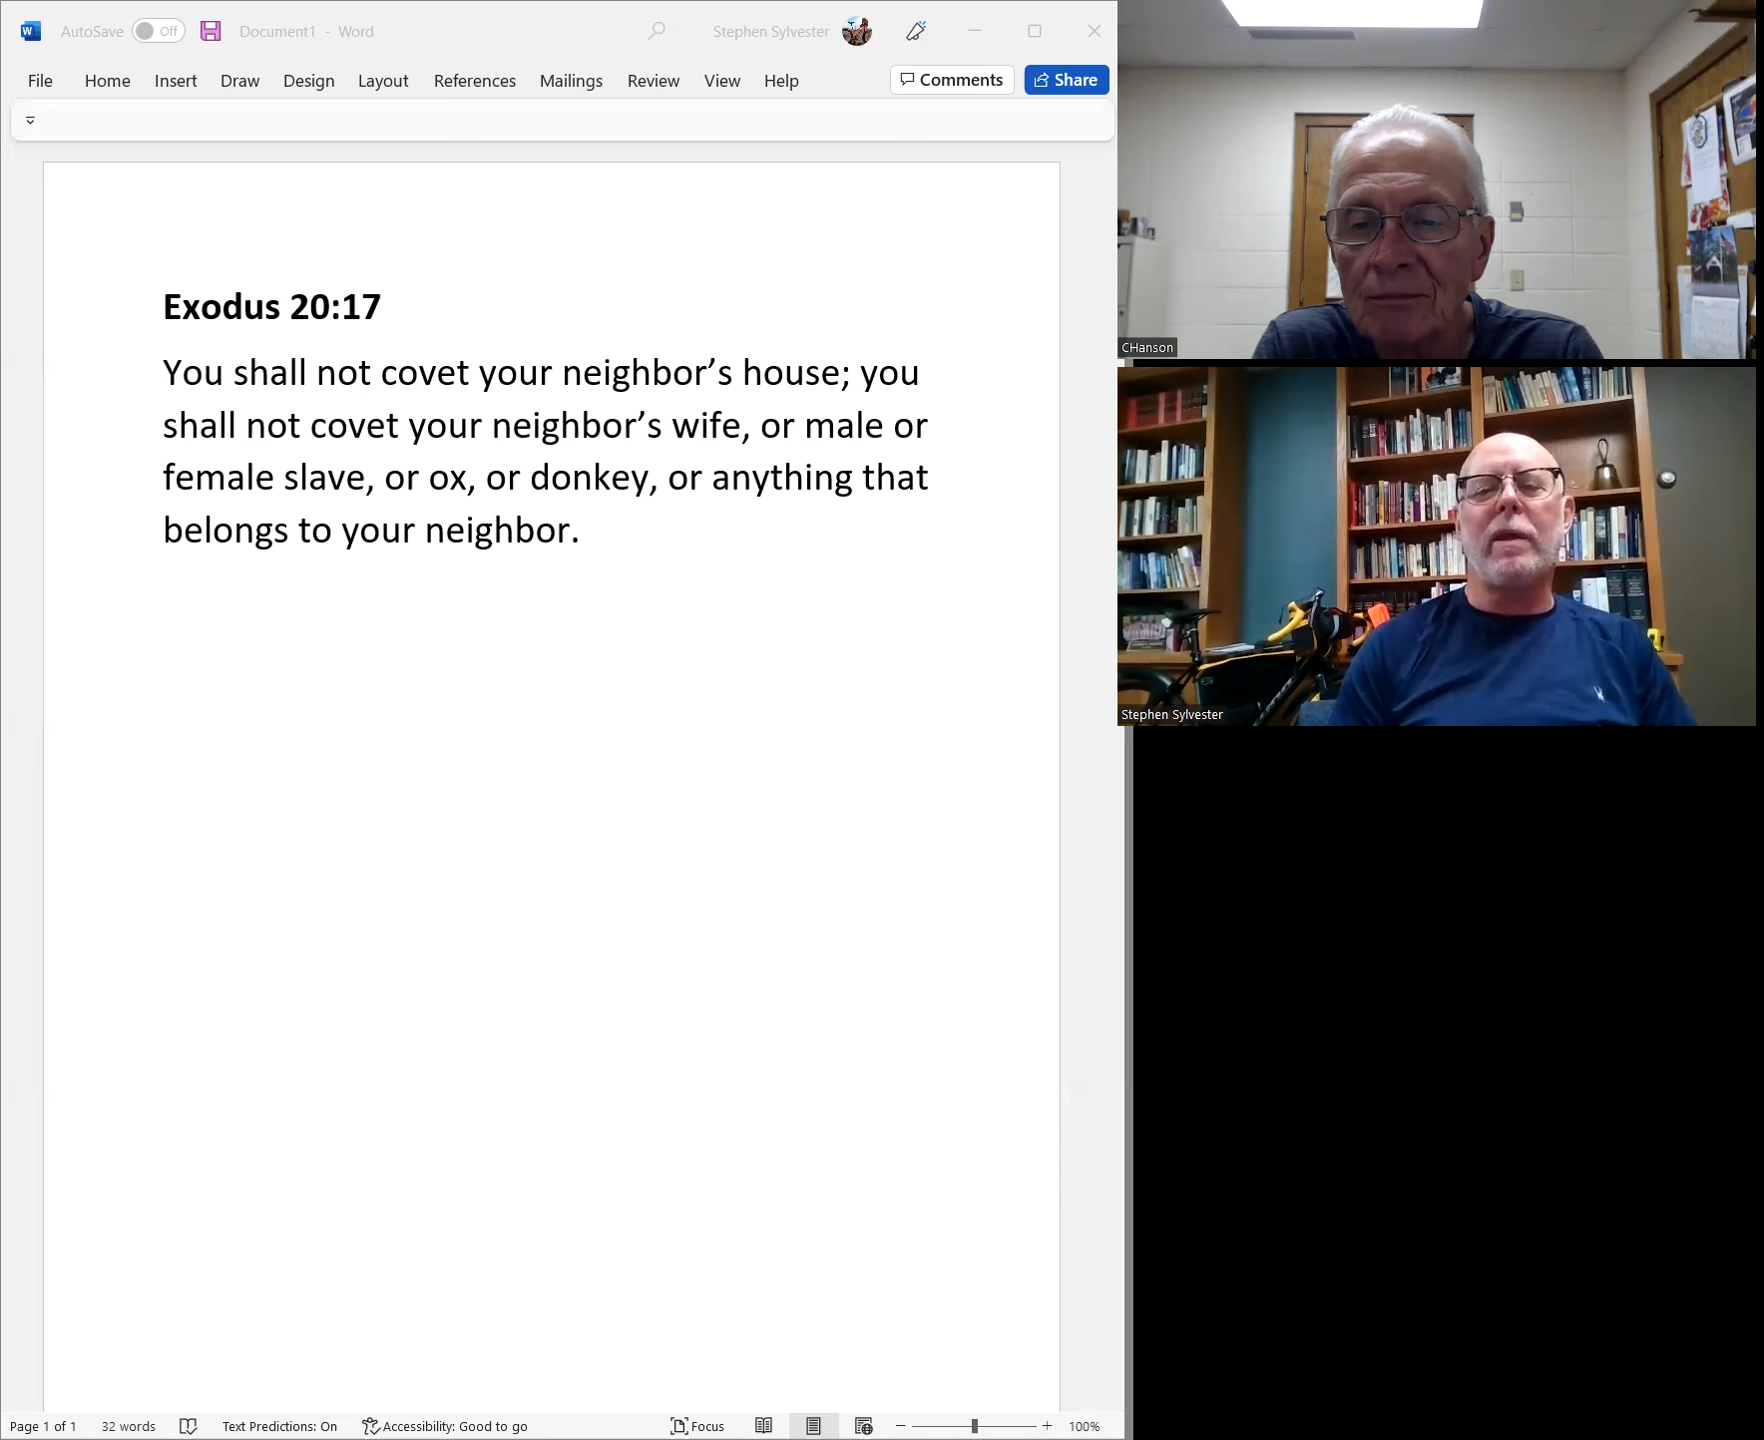 AutoSave Off Document1 - Word Stephen Sylvester
File Home Insert Draw Design Layout References Mailings Review View Help Comments Share
Exodus 20:17
You shall not covet your neighbor’s house; you
shall not covet your neighbor’s wife, or male or
female slave, or ox, or donkey, or anything that
belongs to your neighbor.
Page 1 of 1 32 words Text Predictions: On Accessibility: Good to go Focus 100%
CHanson
Stephen Sylvester